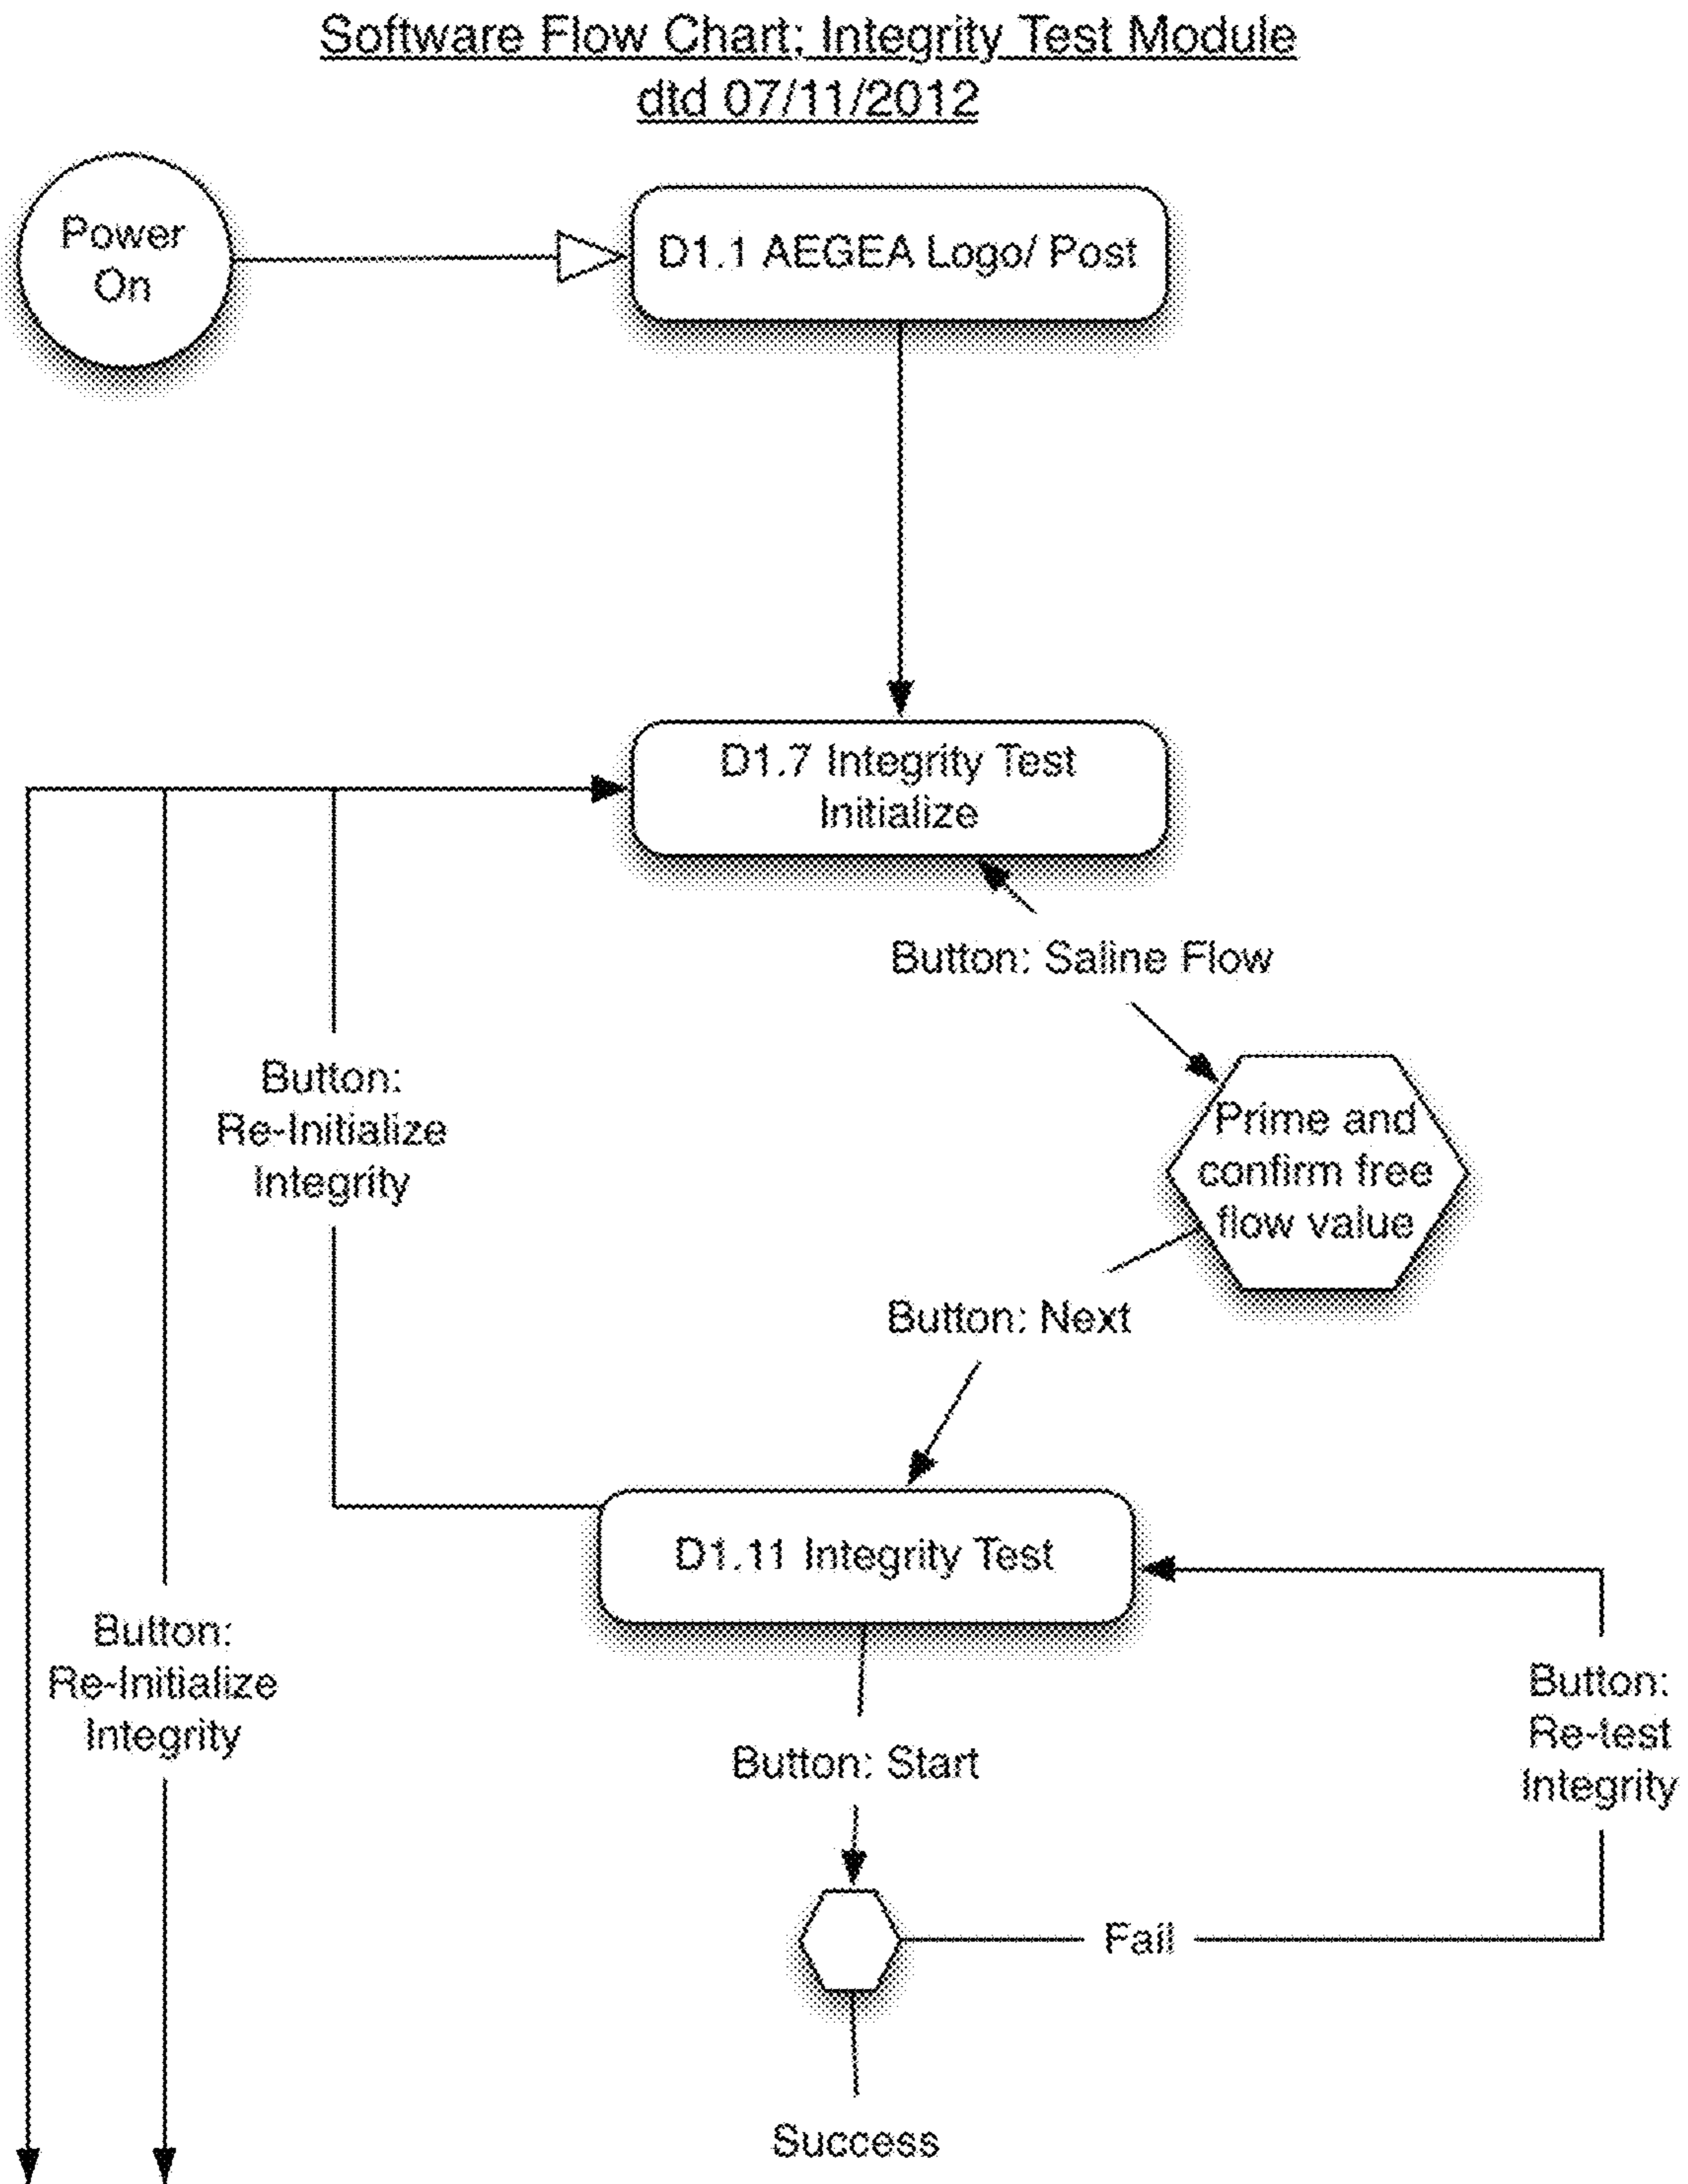 Software Flow Chart; Integrity Test Module
dtd 07/11/2012
Power
On
D1.1 AEGEA Logo/ Post
D1.7 Integrity Test
Initialize
Button: Saline Flow
Button:
Re-Initialize
Integrity
Prime and
confirm free
flow value
Button: Next
D1.11 Integrity Test
Button:
Re-Initialize
Integrity
Button:
Re-test
Integrity
Button: Start
Fail
Success